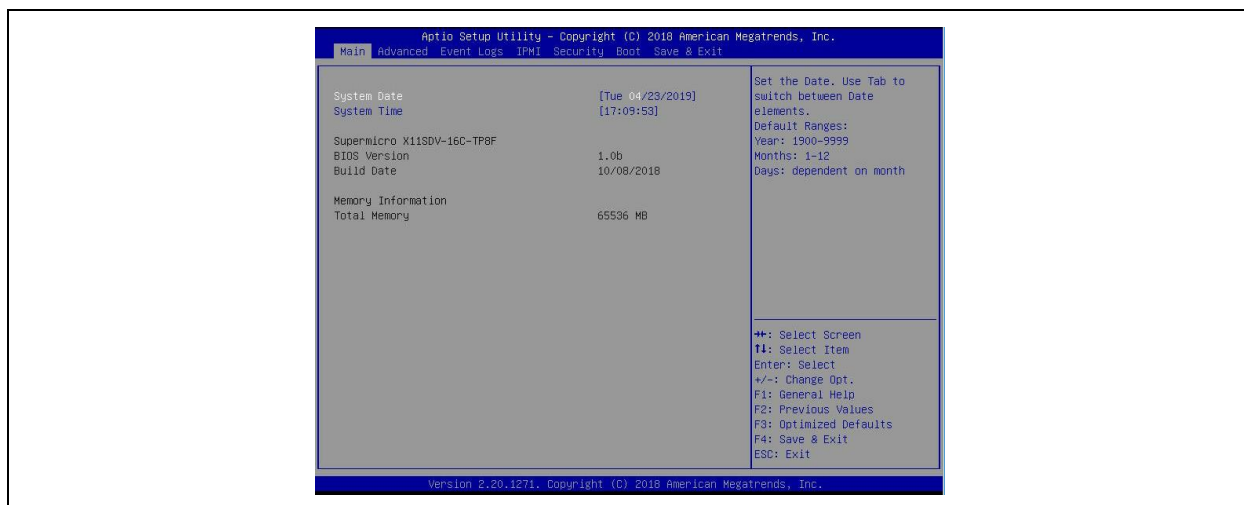 Aptio Setup Utility – Copyright (C) 2018 American Megatrends, Inc.
Main Advanced Event Logs IPMI Security Boot Save & Exit
System Date [Tue 04/23/2019]
System Time [17:09:53]
Supermicro X11SDV-16C-TP8F
BIOS Version 1.0b
Build Date 10/08/2018
Memory Information
Total Memory 65536 MB
Set the Date. Use Tab to
switch between Date
elements.
Default Ranges:
Year: 1900-9999
Months: 1-12
Days: dependent on month
→←: Select Screen
↑↓: Select Item
Enter: Select
+/-: Change Opt.
F1: General Help
F2: Previous Values
F3: Optimized Defaults
F4: Save & Exit
ESC: Exit
Version 2.20.1271. Copyright (C) 2018 American Megatrends, Inc.